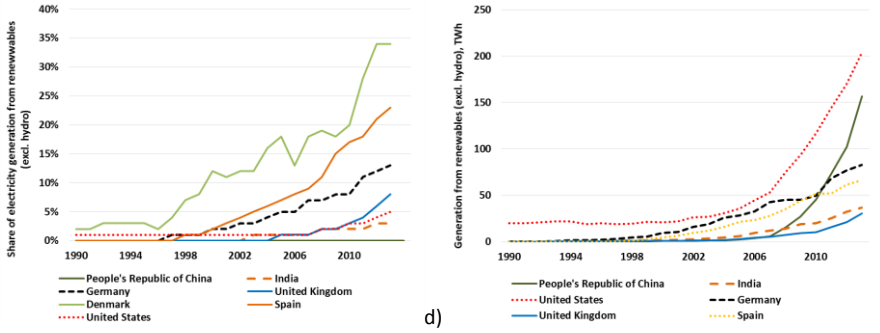 Share of electricity generation from renewwables
(excl. hydro)
40%
35%
30%
25%
20%
15%
10%
5%
0%
1990 1994 1998 2002 2006 2010
People's Republic of China India
Germany United Kingdom
Denmark Spain
United States
d)
Generation from renewables (excl. hydro), TWh
250
200
150
100
50
0
1990 1994 1998 2002 2006 2010
People's Republic of China India
United States Germany
United Kingdom Spain